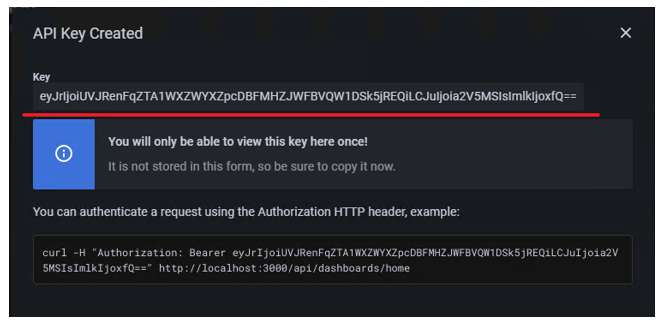 API Key Created
Key
eyJrIjoiUVJRenFqZTA1WXZWYXZpcDBFMHZJWFBVQW1DSk5jREQiLCJuIjoia2V5MSIsImlkIjoxfQ==
You will only be able to view this key here once!
It is not stored in this form, so be sure to copy it now.
You can authenticate a request using the Authorization HTTP header, example:
curl -H "Authorization: Bearer eyJrIjoiUVJRenFqZTA1WXZWYXZpcDBFMHZJWFBVQW1DSk5jREQiLCJuIjoia2V
5MSIsImlkIjoxfQ==" http://localhost:3000/api/dashboards/home